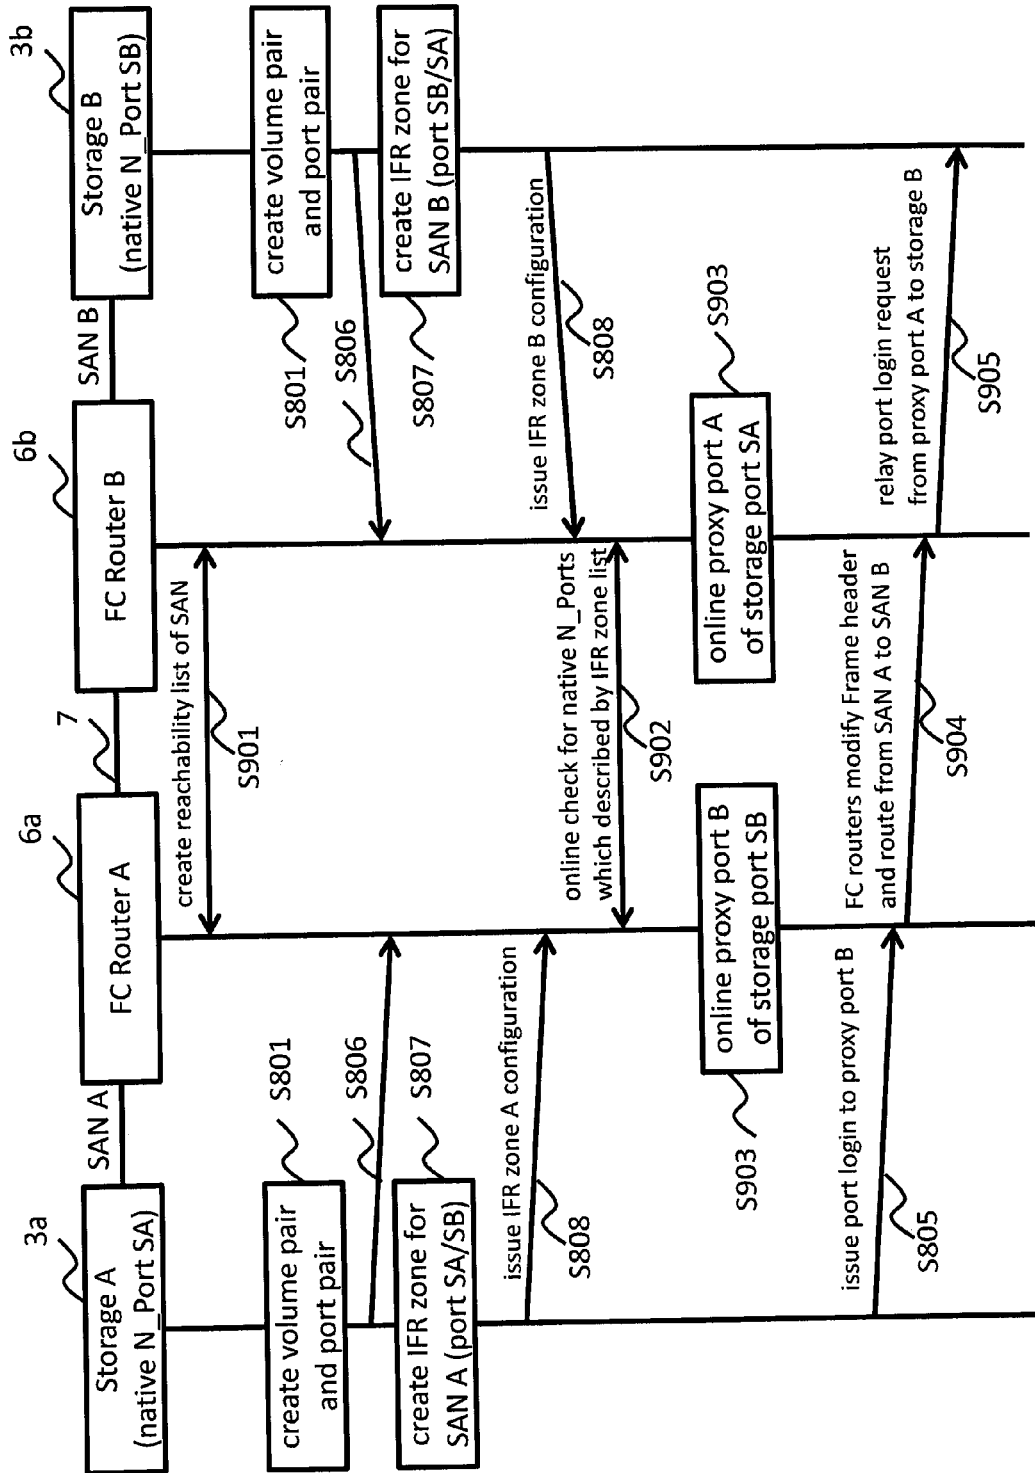 3a
6a
6b
3b
Storage A
(native N_Port SA)
SAN A
FC Router A
7
FC Router B
SAN B
Storage B
(native N_Port SB)
create reachability list of SAN
S901
create volume pair
and port pair
S801
create volume pair
and port pair
S801
S806
S806
create IFR zone for
SAN A (port SA/SB)
S807
create IFR zone for
SAN B (port SB/SA)
S807
issue IFR zone A configuration
S808
issue IFR zone B configuration
S808
online check for native N_Ports
which described by IFR zone list
S902
online proxy port B
of storage port SB
S903
online proxy port A
of storage port SA
S903
issue port login to proxy port B
S805
FC routers modify Frame header
and route from SAN A to SAN B
S904
relay port login request
from proxy port A to storage B
S905